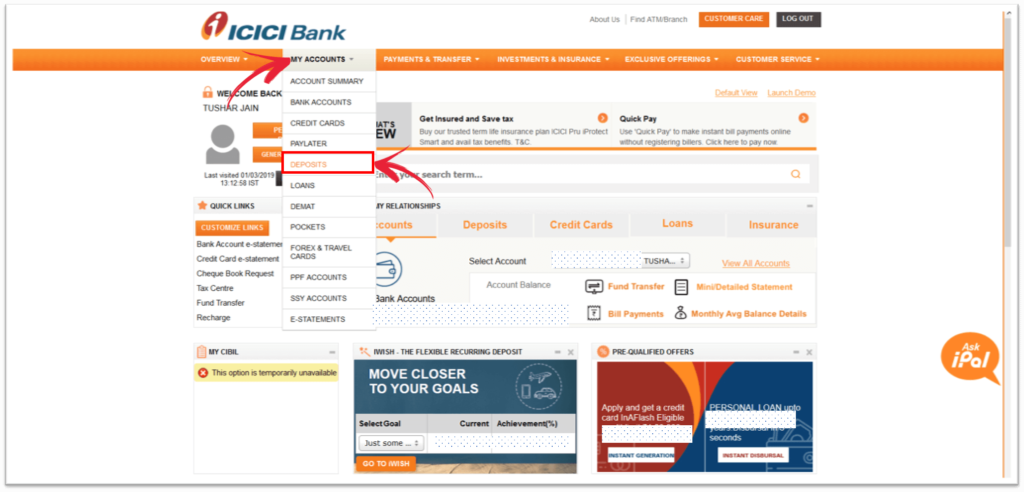 ICICI Bank
About Us | Find ATM/Branch
CUSTOMER CARE
LOG OUT
OVERVIEW
MY ACCOUNTS
PAYMENTS & TRANSFER
INVESTMENTS & INSURANCE
EXCLUSIVE OFFERINGS
CUSTOMER SERVICE
ACCOUNT SUMMARY
BANK ACCOUNTS
CREDIT CARDS
PAYLATER
DEPOSITS
LOANS
DEMAT
POCKETS
FOREX & TRAVEL
CARDS
PPF ACCOUNTS
SSY ACCOUNTS
E-STATEMENTS
WELCOME BACK
TUSHAR JAIN
Last visited 01/03/2019
13:12:58 IST
Default View
Launch Demo
Get Insured and Save tax
Buy our trusted term life insurance plan ICICI Pru iProtect
Smart and avail tax benefits. T&C.
Quick Pay
Use 'Quick Pay' to make instant bill payments online
without registering billers. Click here to pay now.
your search term...
QUICK LINKS
CUSTOMIZE LINKS
Bank Account e-statemen
Credit Card e-statement
Cheque Book Request
Tax Centre
Fund Transfer
Recharge
MY RELATIONSHIPS
ccounts
Deposits
Credit Cards
Loans
Insurance
Bank Accounts
Select Account
TUSHA...
View All Accounts
Account Balance
Fund Transfer
Mini/Detailed Statement
Bill Payments
Monthly Avg Balance Details
MY CIBIL
This option is temporarily unavailable
IWISH - THE FLEXIBLE RECURRING DEPOSIT
MOVE CLOSER
TO YOUR GOALS
Select Goal
Current
Achievement(%)
Just some ...
GO TO iWISH
PRE-QUALIFIED OFFERS
Apply and get a credit
card InAFlash Eligible
INSTANT GENERATION
PERSONAL LOAN upto
seconds
INSTANT DISBURSAL
Ask
iPal